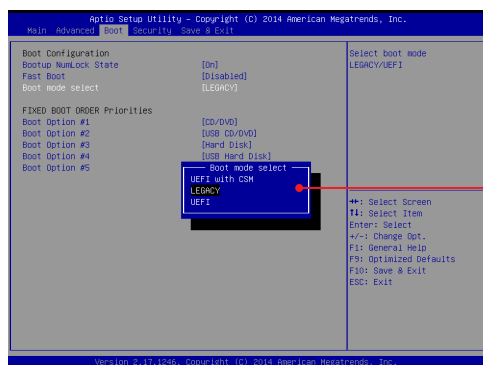 Aptio Setup Utility – Copyright (C) 2014 American Megatrends, Inc.
Main Advanced Boot Security Save & Exit
Boot Configuration
Bootup NumLock State [On]
Fast Boot [Disabled]
Boot mode select [LEGACY]
FIXED BOOT ORDER Priorities
Boot Option #1 [CD/DVD]
Boot Option #2 [USB CD/DVD]
Boot Option #3 [Hard Disk]
Boot Option #4 [USB Hard Disk]
Boot Option #5
Boot mode select
UEFI with CSM
LEGACY
UEFI
Select boot mode
LEGACY/UEFI
→←: Select Screen
↑↓: Select Item
Enter: Select
+/-: Change Opt.
F1: General Help
F9: Optimized Defaults
F10: Save & Exit
ESC: Exit
Version 2.17.1246. Copyright (C) 2014 American Megatrends, Inc.